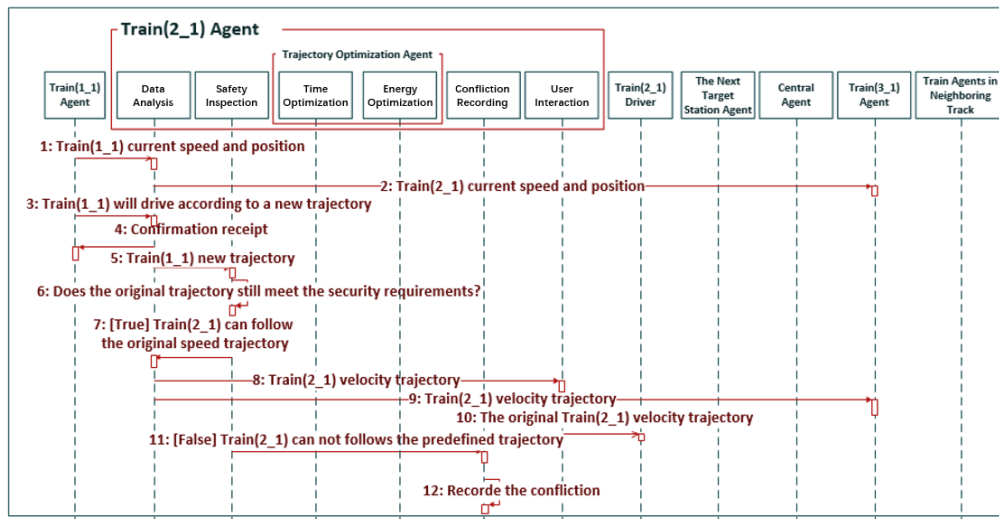 Train(2_1) Agent
Trajectory Optimization Agent
Train(1_1)
Agent
Data
Analysis
Safety
Inspection
Time
Optimization
Energy
Optimization
Confliction
Recording
User
Interaction
Train(2_1)
Driver
The Next
Target
Station Agent
Central
Agent
Train(3_1)
Agent
Train Agents in
Neighboring
Track
1: Train(1_1) current speed and position
2: Train(2_1) current speed and position
3: Train(1_1) will drive according to a new trajectory
4: Confirmation receipt
5: Train(1_1) new trajectory
6: Does the original trajectory still meet the security requirements?
7: [True] Train(2_1) can follow
the original speed trajectory
8: Train(2_1) velocity trajectory
9: Train(2_1) velocity trajectory
10: The original Train(2_1) velocity trajectory
11: [False] Train(2_1) can not follows the predefined trajectory
12: Recorde the confliction